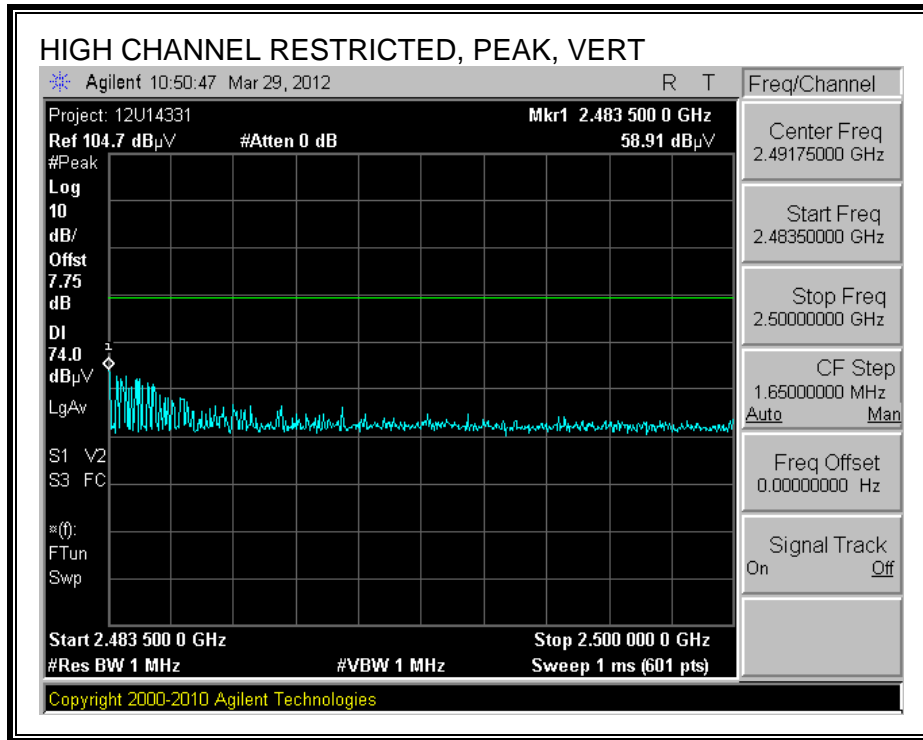 HIGH CHANNEL RESTRICTED, PEAK, VERT
Agilent 10:50:47 Mar 29, 2012 R T
Freq/Channel
Project: 12U14331 Mkr1 2.483 500 0 GHz
Ref 104.7 dBµV #Atten 0 dB 58.91 dBµV
#Peak
Log
10
dB/
Offst
7.75
dB
DI
74.0
dBµV
LgAv
S1 V2
S3 FC
¤(f):
FTun
Swp
1
Start 2.483 500 0 GHz Stop 2.500 000 0 GHz
#Res BW 1 MHz #VBW 1 MHz Sweep 1 ms (601 pts)
Center Freq
2.49175000 GHz
Start Freq
2.48350000 GHz
Stop Freq
2.50000000 GHz
CF Step
1.65000000 MHz
Auto Man
Freq Offset
0.00000000 Hz
Signal Track
On Off
Copyright 2000-2010 Agilent Technologies